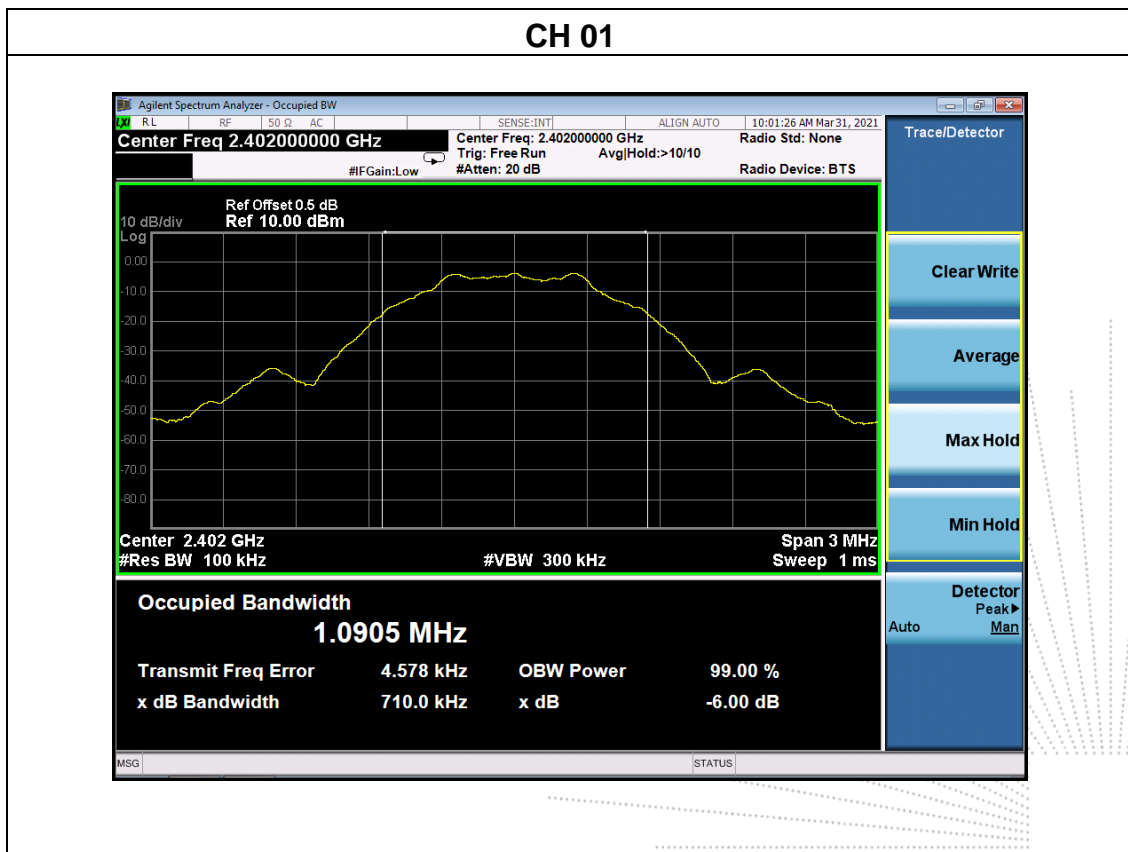 CH 01
Agilent Spectrum Analyzer - Occupied BW
LXI RL RF 50 Ω AC SENSE:INT ALIGN AUTO 10:01:26 AM Mar 31, 2021
Center Freq 2.402000000 GHz
Center Freq: 2.402000000 GHz Radio Std: None
Trig: Free Run Avg|Hold:>10/10
#IFGain:Low #Atten: 20 dB Radio Device: BTS
Trace/Detector
Ref Offset 0.5 dB
10 dB/div Ref 10.00 dBm
Log
0.00
-10.0
-20.0
-30.0
-40.0
-50.0
-60.0
-70.0
-80.0
Center 2.402 GHz Span 3 MHz
#Res BW 100 kHz #VBW 300 kHz Sweep 1 ms
Clear Write
Average
Max Hold
Min Hold
Detector
Peak▶
Auto Man
Occupied Bandwidth
1.0905 MHz
Transmit Freq Error 4.578 kHz OBW Power 99.00 %
x dB Bandwidth 710.0 kHz x dB -6.00 dB
MSG STATUS